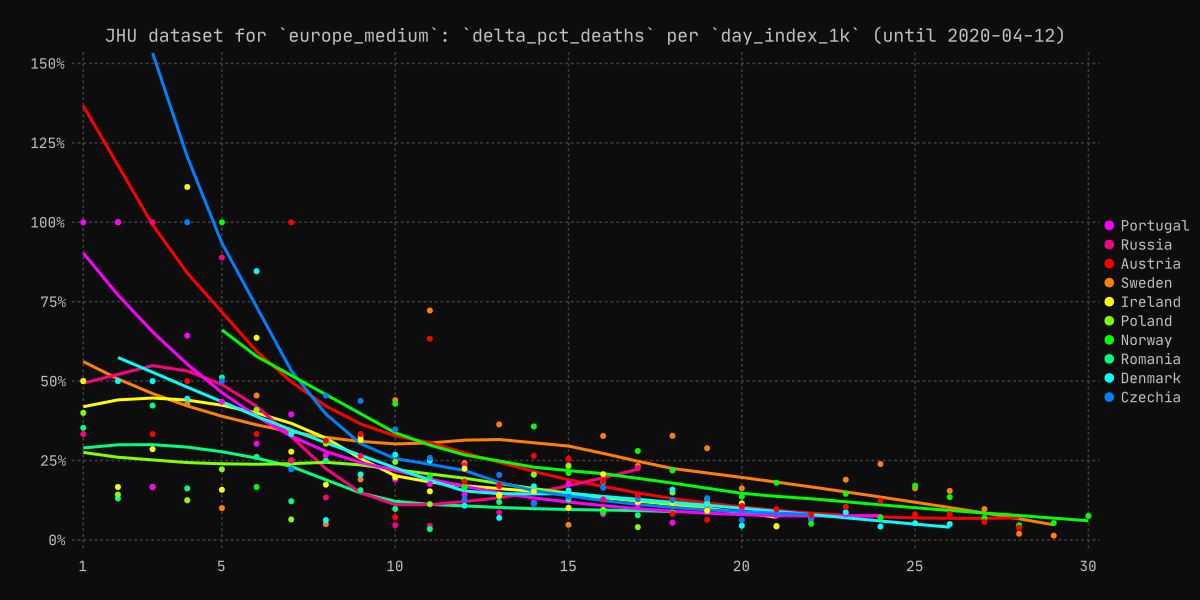 JHU dataset for `europe_medium`: `delta_pct_deaths` per `day_index_1k` (until 2020-04-12)
150%
125%
100%
75%
50%
25%
0%
1 5 10 15 20 25 30
Portugal
Russia
Austria
Sweden
Ireland
Poland
Norway
Romania
Denmark
Czechia